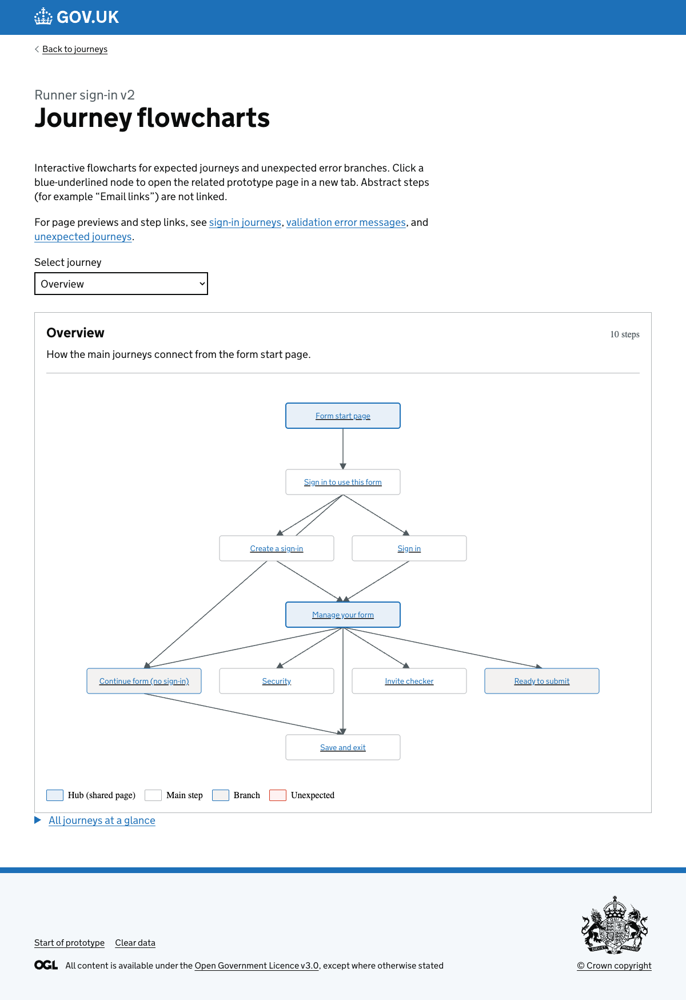 GOV.UK
Back to journeys
Runner sign-in v2
Journey flowcharts
Interactive flowcharts for expected journeys and unexpected error branches. Click a
blue-underlined node to open the related prototype page in a new tab. Abstract steps
(for example “Email links”) are not linked.
For page previews and step links, see sign-in journeys, validation error messages, and
unexpected journeys.
Select journey
Overview
Overview
10 steps
How the main journeys connect from the form start page.
Form start page
Sign in to use this form
Create a sign-in
Sign in
Manage your form
Continue form (no sign-in)
Security
Invite checker
Ready to submit
Save and exit
Hub (shared page)
Main step
Branch
Unexpected
All journeys at a glance
Start of prototype
Clear data
OGL
All content is available under the Open Government Licence v3.0, except where otherwise stated
© Crown copyright